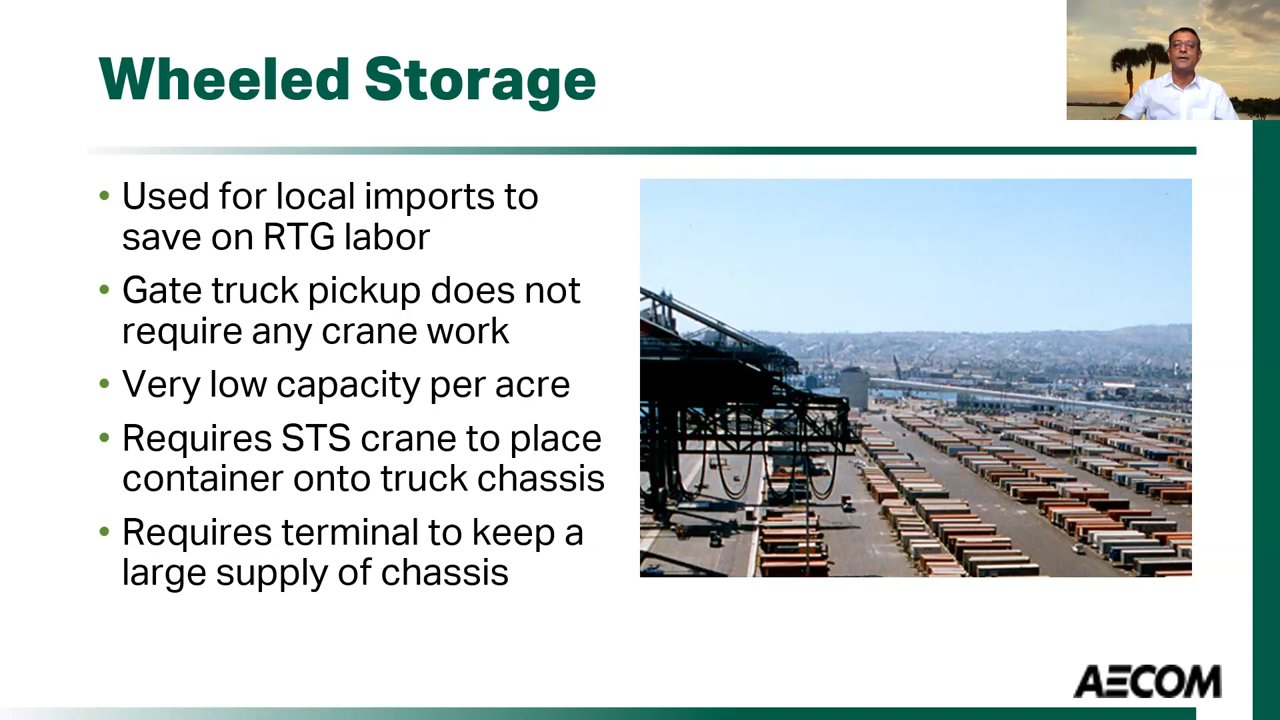 Wheeled Storage
• Used for local imports to
save on RTG labor
• Gate truck pickup does not
require any crane work
• Very low capacity per acre
• Requires STS crane to place
container onto truck chassis
• Requires terminal to keep a
large supply of chassis
AECOM